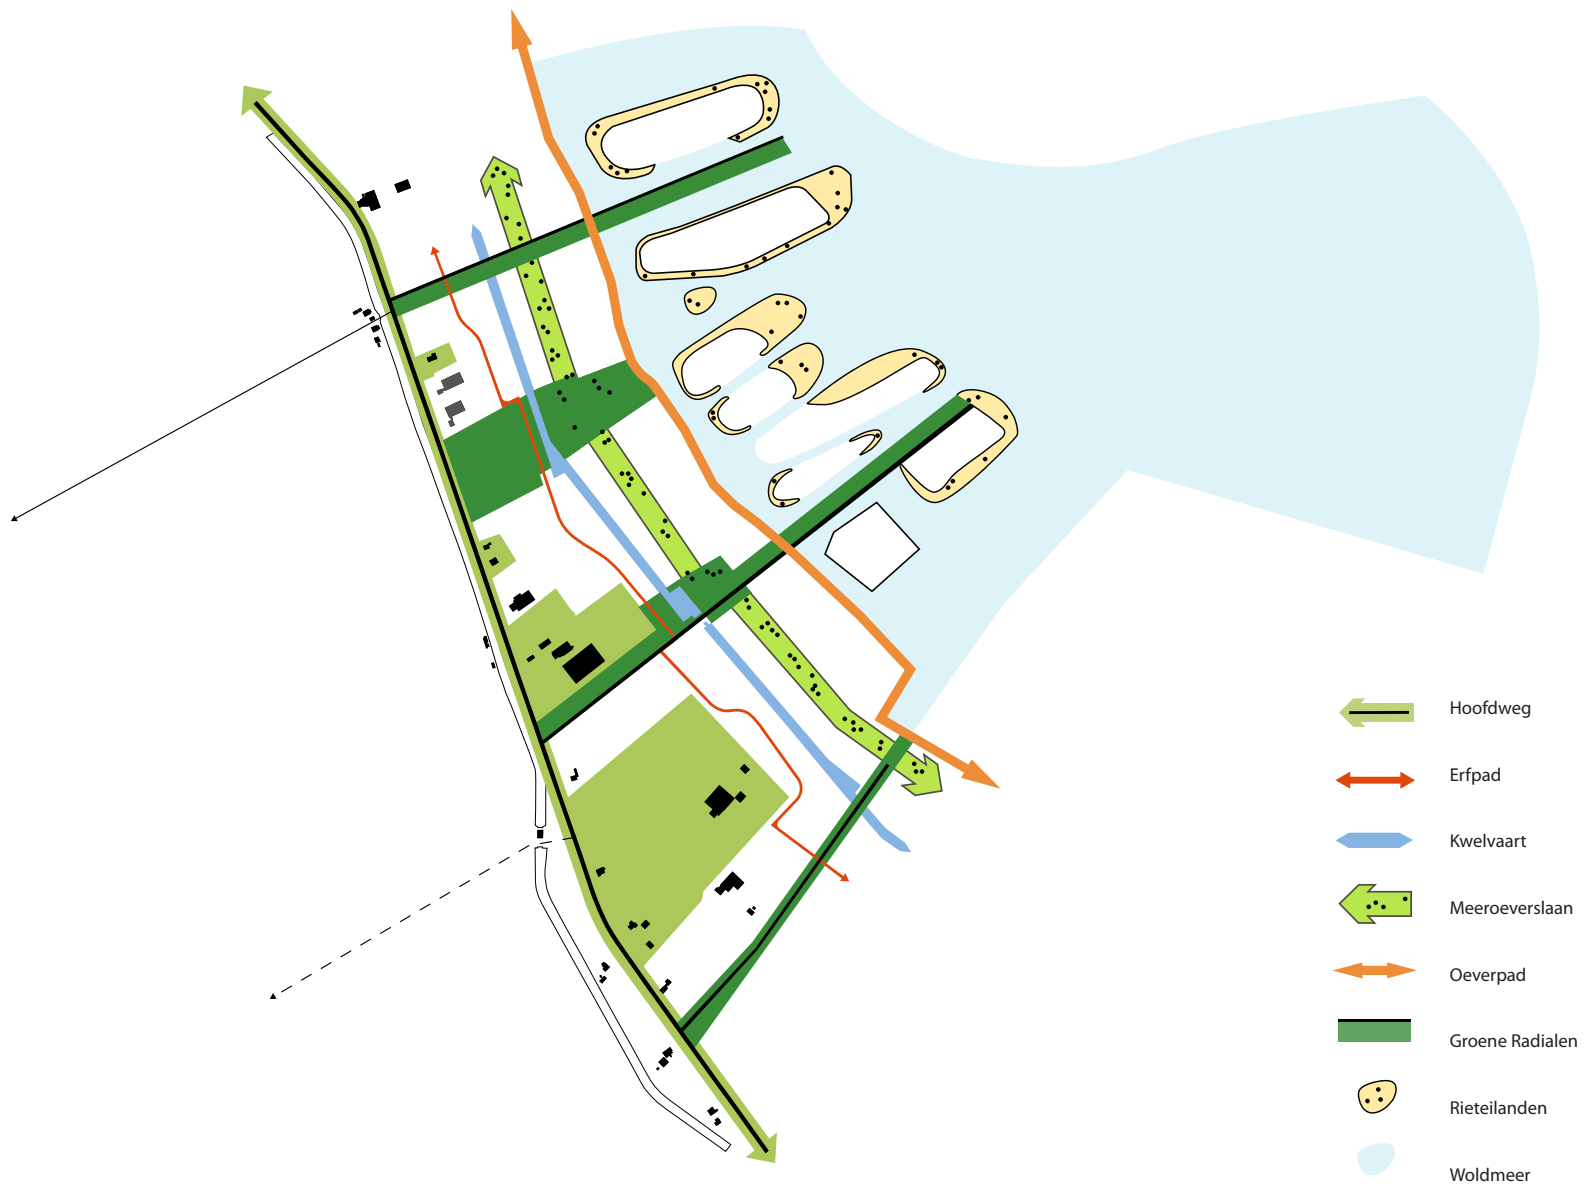 Hoofdweg
Erfpad
Kwelvaart
Meeroeverslaan
Oeverpad
Groene Radialen
Rieteilanden
Woldmeer